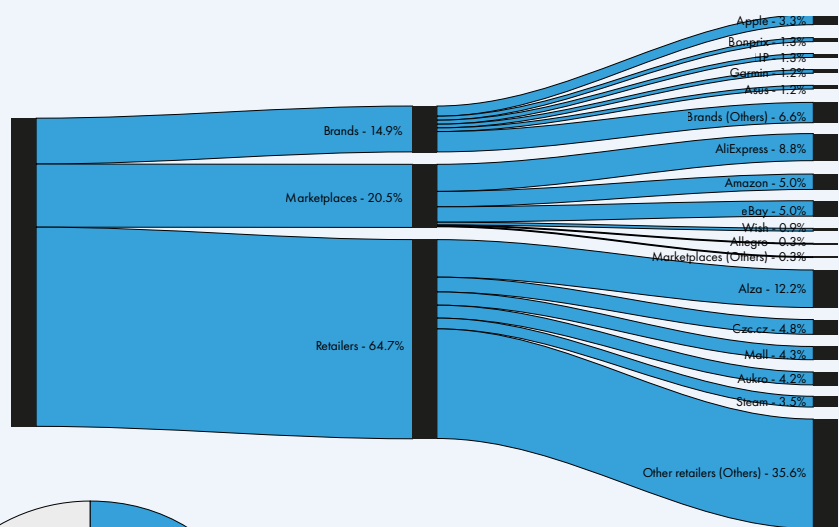 Apple - 3.3%
Bonprix - 1.3%
HP - 1.3%
Garmin - 1.2%
Asus - 1.2%
Brands (Others) - 6.6%
Brands - 14.9%
AliExpress - 8.8%
Amazon - 5.0%
Marketplaces - 20.5%
eBay - 5.0%
Wish - 0.9%
Allegro - 0.3%
Marketplaces (Others) - 0.3%
Alza - 12.2%
Czc.cz - 4.8%
Retailers - 64.7%
Mall - 4.3%
Aukro - 4.2%
Steam - 3.5%
Other retailers (Others) - 35.6%